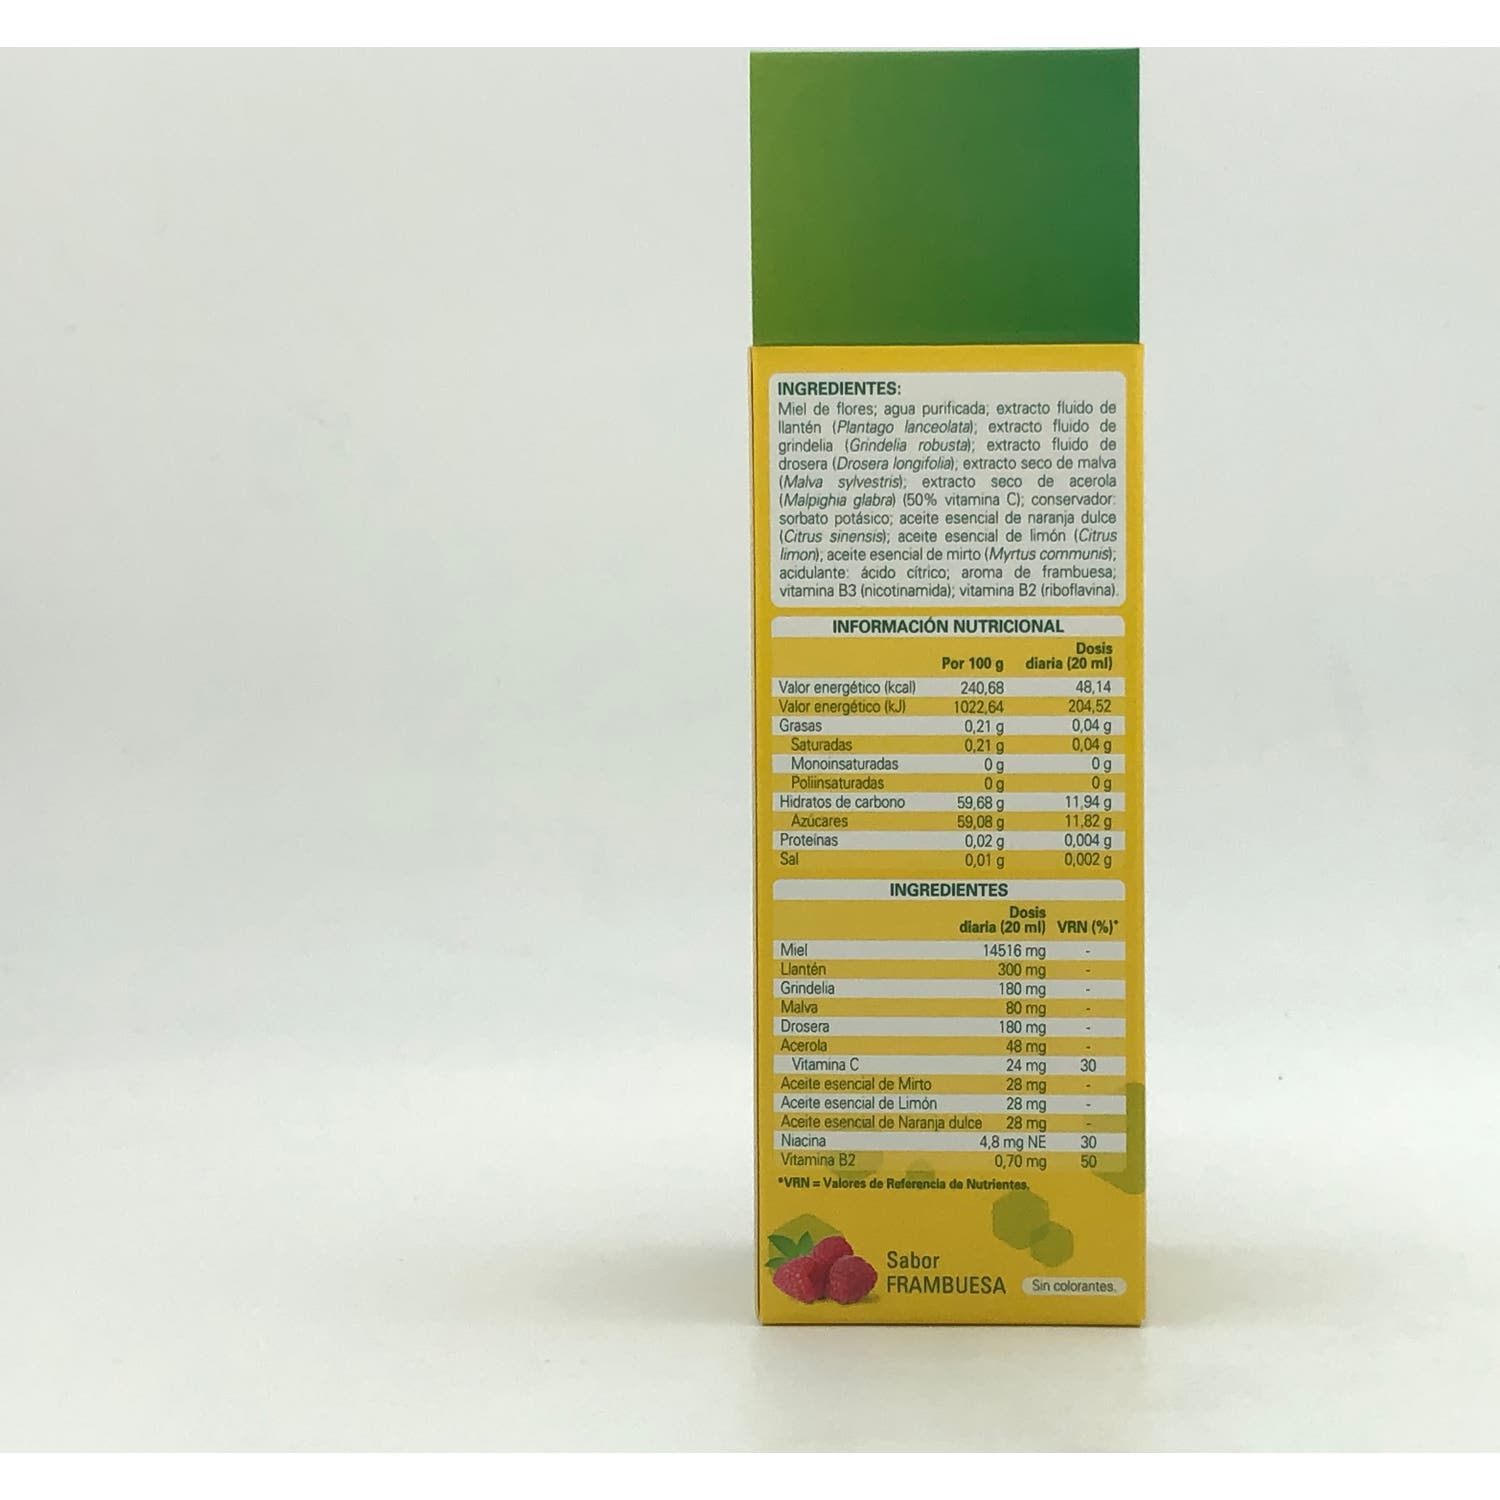 INGREDIENTES:
Miel de flores; agua purificada; extracto fluido de
llantén (Plantago lanceolata); extracto fluido de
grindelia (Grindelia robusta); extracto fluido de
drosera (Drosera longifolia); extracto seco de malva
(Malva sylvestris); extracto seco de acerola
(Malpighia glabra) (50% vitamina C); conservador:
sorbato potásico; aceite esencial de naranja dulce
(Citrus sinensis); aceite esencial de limón (Citrus
limon); aceite esencial de mirto (Myrtus communis);
acidulante: ácido cítrico; aroma de frambuesa;
vitamina B3 (nicotinamida); vitamina B2 (riboflavina).
INFORMACIÓN NUTRICIONAL
Por 100 g Dosis diaria (20 ml)
Valor energético (kcal) 240,68 48,14
Valor energético (kJ) 1022,64 204,52
Grasas 0,21 g 0,04 g
Saturadas 0,21 g 0,04 g
Monoinsaturadas 0 g 0 g
Poliinsaturadas 0 g 0 g
Hidratos de carbono 59,68 g 11,94 g
Azúcares 59,08 g 11,82 g
Proteínas 0,02 g 0,004 g
Sal 0,01 g 0,002 g
INGREDIENTES
Dosis diaria (20 ml) VRN (%)*
Miel 14516 mg -
Llantén 300 mg -
Grindelia 180 mg -
Malva 80 mg -
Drosera 180 mg -
Acerola 48 mg -
Vitamina C 24 mg 30
Aceite esencial de Mirto 28 mg -
Aceite esencial de Limón 28 mg -
Aceite esencial de Naranja dulce 28 mg -
Niacina 4,8 mg NE 30
Vitamina B2 0,70 mg 50
*VRN = Valores de Referencia de Nutrientes.
Sabor
FRAMBUESA Sin colorantes.